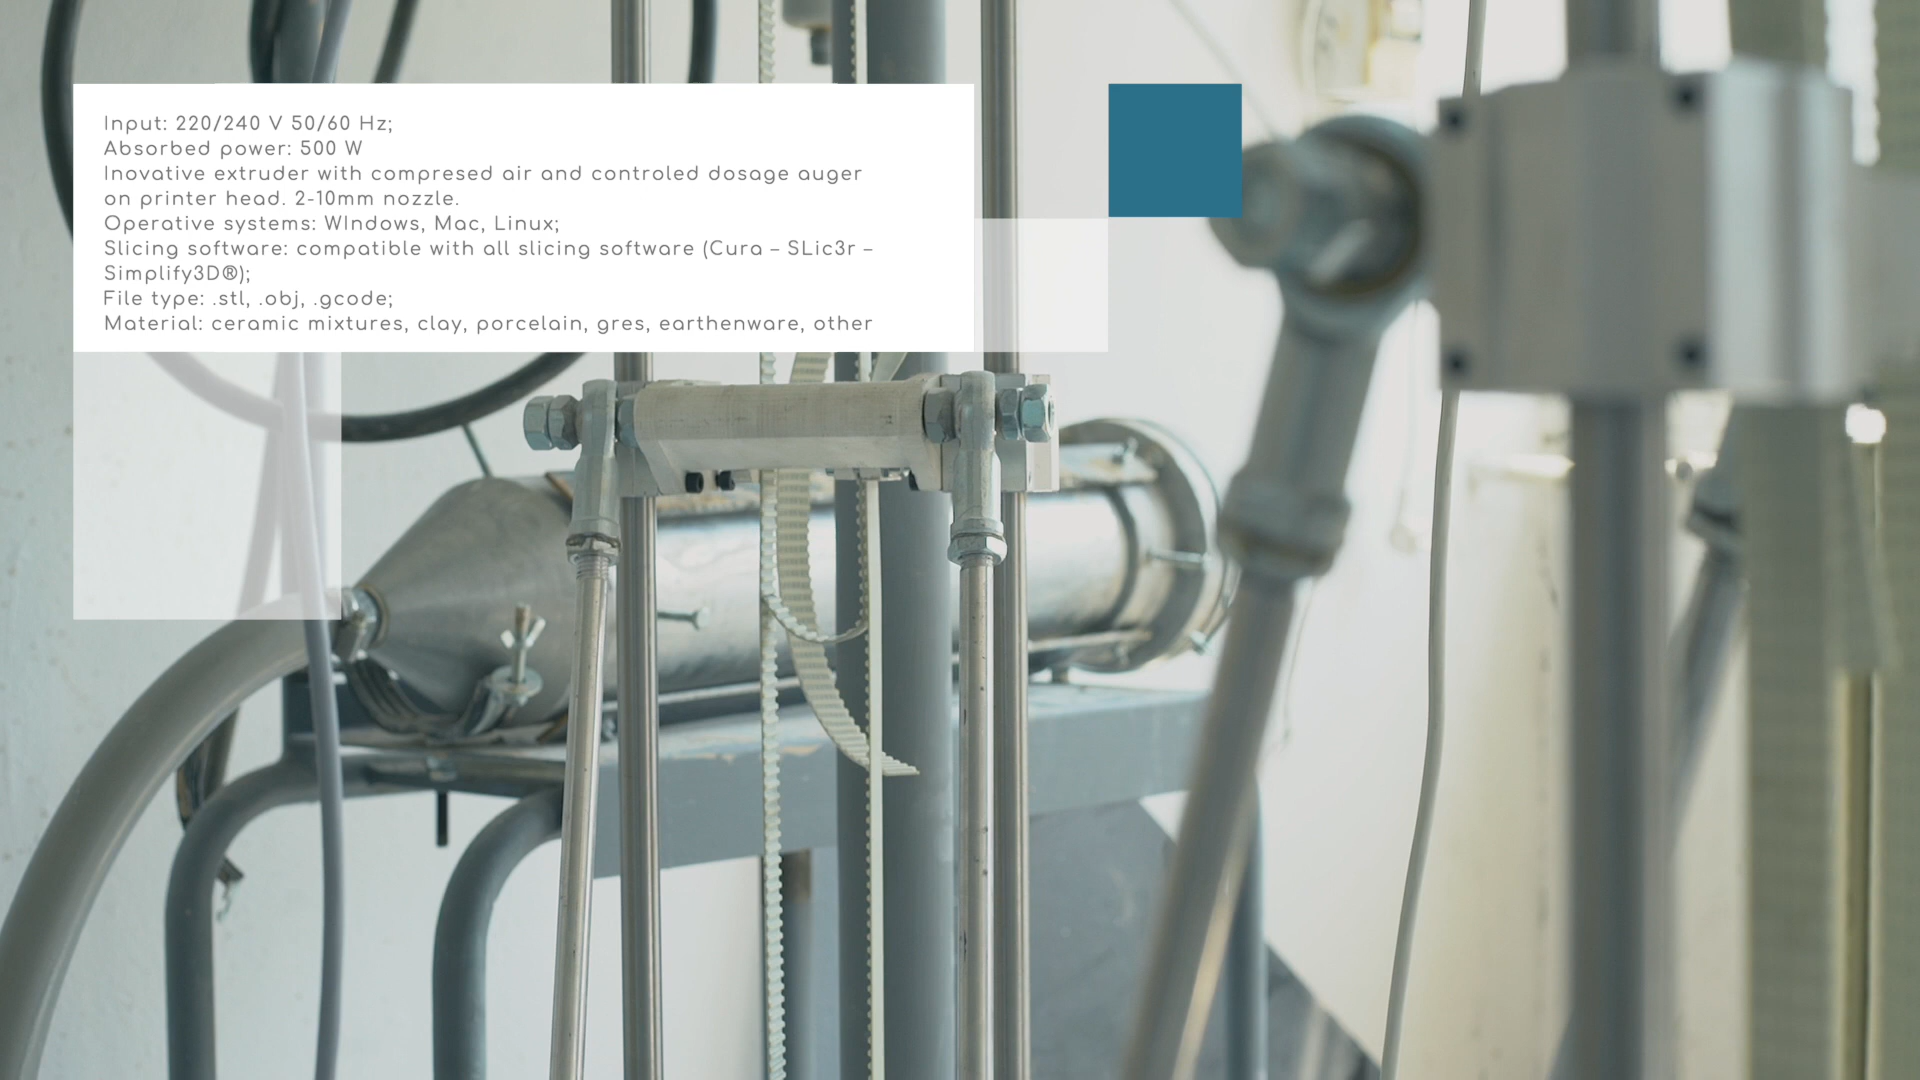 Input: 220/240 V 50/60 Hz;
Absorbed power: 500 W
Inovative extruder with compresed air and controled dosage auger
on printer head. 2-10mm nozzle.
Operative systems: WIndows, Mac, Linux;
Slicing software: compatible with all slicing software (Cura – SLic3r –
Simplify3D®);
File type: .stl, .obj, .gcode;
Material: ceramic mixtures, clay, porcelain, gres, earthenware, other